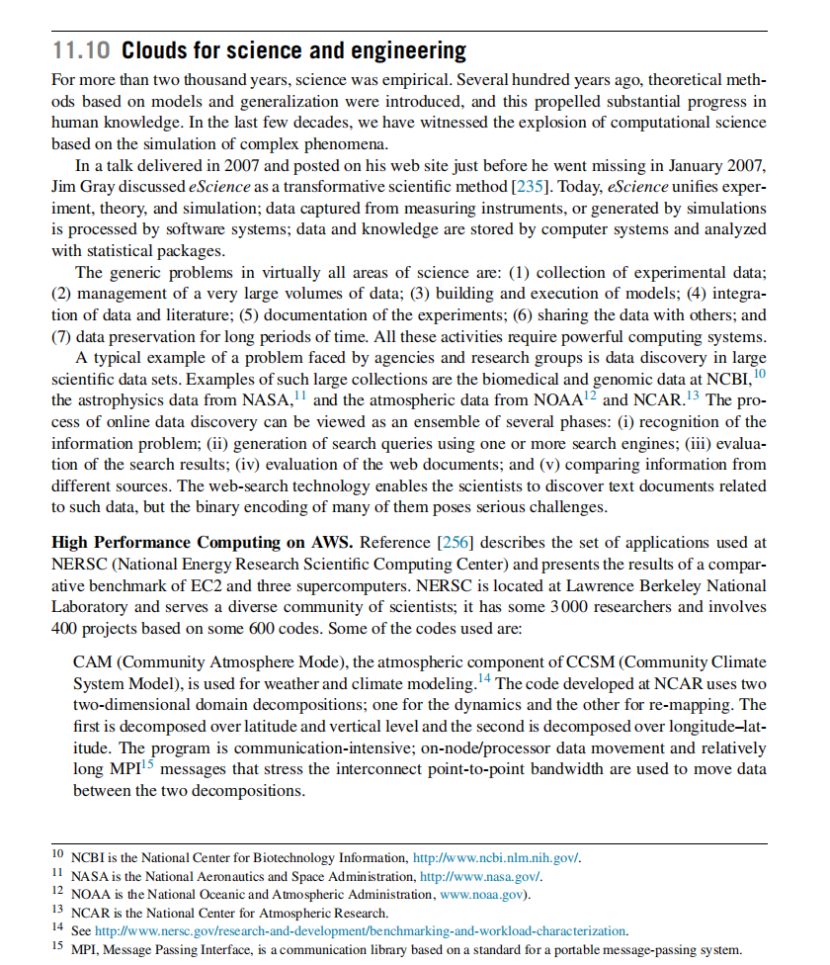 11.10 Clouds for science and engineering
For more than two thousand years, science was empirical. Several hundred years ago, theoretical meth-
ods based on models and generalization were introduced, and this propelled substantial progress in
human knowledge. In the last few decades, we have witnessed the explosion of computational science
based on the simulation of complex phenomena.
In a talk delivered in 2007 and posted on his web site just before he went missing in January 2007,
Jim Gray discussed eScience as a transformative scientific method [235]. Today, eScience unifies exper-
iment, theory, and simulation; data captured from measuring instruments, or generated by simulations
is processed by software systems; data and knowledge are stored by computer systems and analyzed
with statistical packages.
The generic problems in virtually all areas of science are: (1) collection of experimental data;
(2) management of a very large volumes of data; (3) building and execution of models; (4) integra-
tion of data and literature; (5) documentation of the experiments; (6) sharing the data with others; and
(7) data preservation for long periods of time. All these activities require powerful computing systems.
A typical example of a problem faced by agencies and research groups is data discovery in large
scientific data sets. Examples of such large collections are the biomedical and genomic data at NCBI,10
the astrophysics data from NASA,11 and the atmospheric data from NOAA12 and NCAR.13 The pro-
cess of online data discovery can be viewed as an ensemble of several phases: (i) recognition of the
information problem; (ii) generation of search queries using one or more search engines; (iii) evalua-
tion of the search results; (iv) evaluation of the web documents; and (v) comparing information from
different sources. The web-search technology enables the scientists to discover text documents related
to such data, but the binary encoding of many of them poses serious challenges.
High Performance Computing on AWS. Reference [256] describes the set of applications used at
NERSC (National Energy Research Scientific Computing Center) and presents the results of a compar-
ative benchmark of EC2 and three supercomputers. NERSC is located at Lawrence Berkeley National
Laboratory and serves a diverse community of scientists; it has some 3000 researchers and involves
400 projects based on some 600 codes. Some of the codes used are:
CAM (Community Atmosphere Mode), the atmospheric component of CCSM (Community Climate
System Model), is used for weather and climate modeling.14 The code developed at NCAR uses two
two-dimensional domain decompositions; one for the dynamics and the other for re-mapping. The
first is decomposed over latitude and vertical level and the second is decomposed over longitude–lat-
itude. The program is communication-intensive; on-node/processor data movement and relatively
long MPI15 messages that stress the interconnect point-to-point bandwidth are used to move data
between the two decompositions.
10 NCBI is the National Center for Biotechnology Information, http://www.ncbi.nlm.nih.gov/.
11 NASA is the National Aeronautics and Space Administration, http://www.nasa.gov/.
12 NOAA is the National Oceanic and Atmospheric Administration, www.noaa.gov).
13 NCAR is the National Center for Atmospheric Research.
14 See http://www.nersc.gov/research-and-development/benchmarking-and-workload-characterization.
15 MPI, Message Passing Interface, is a communication library based on a standard for a portable message-passing system.